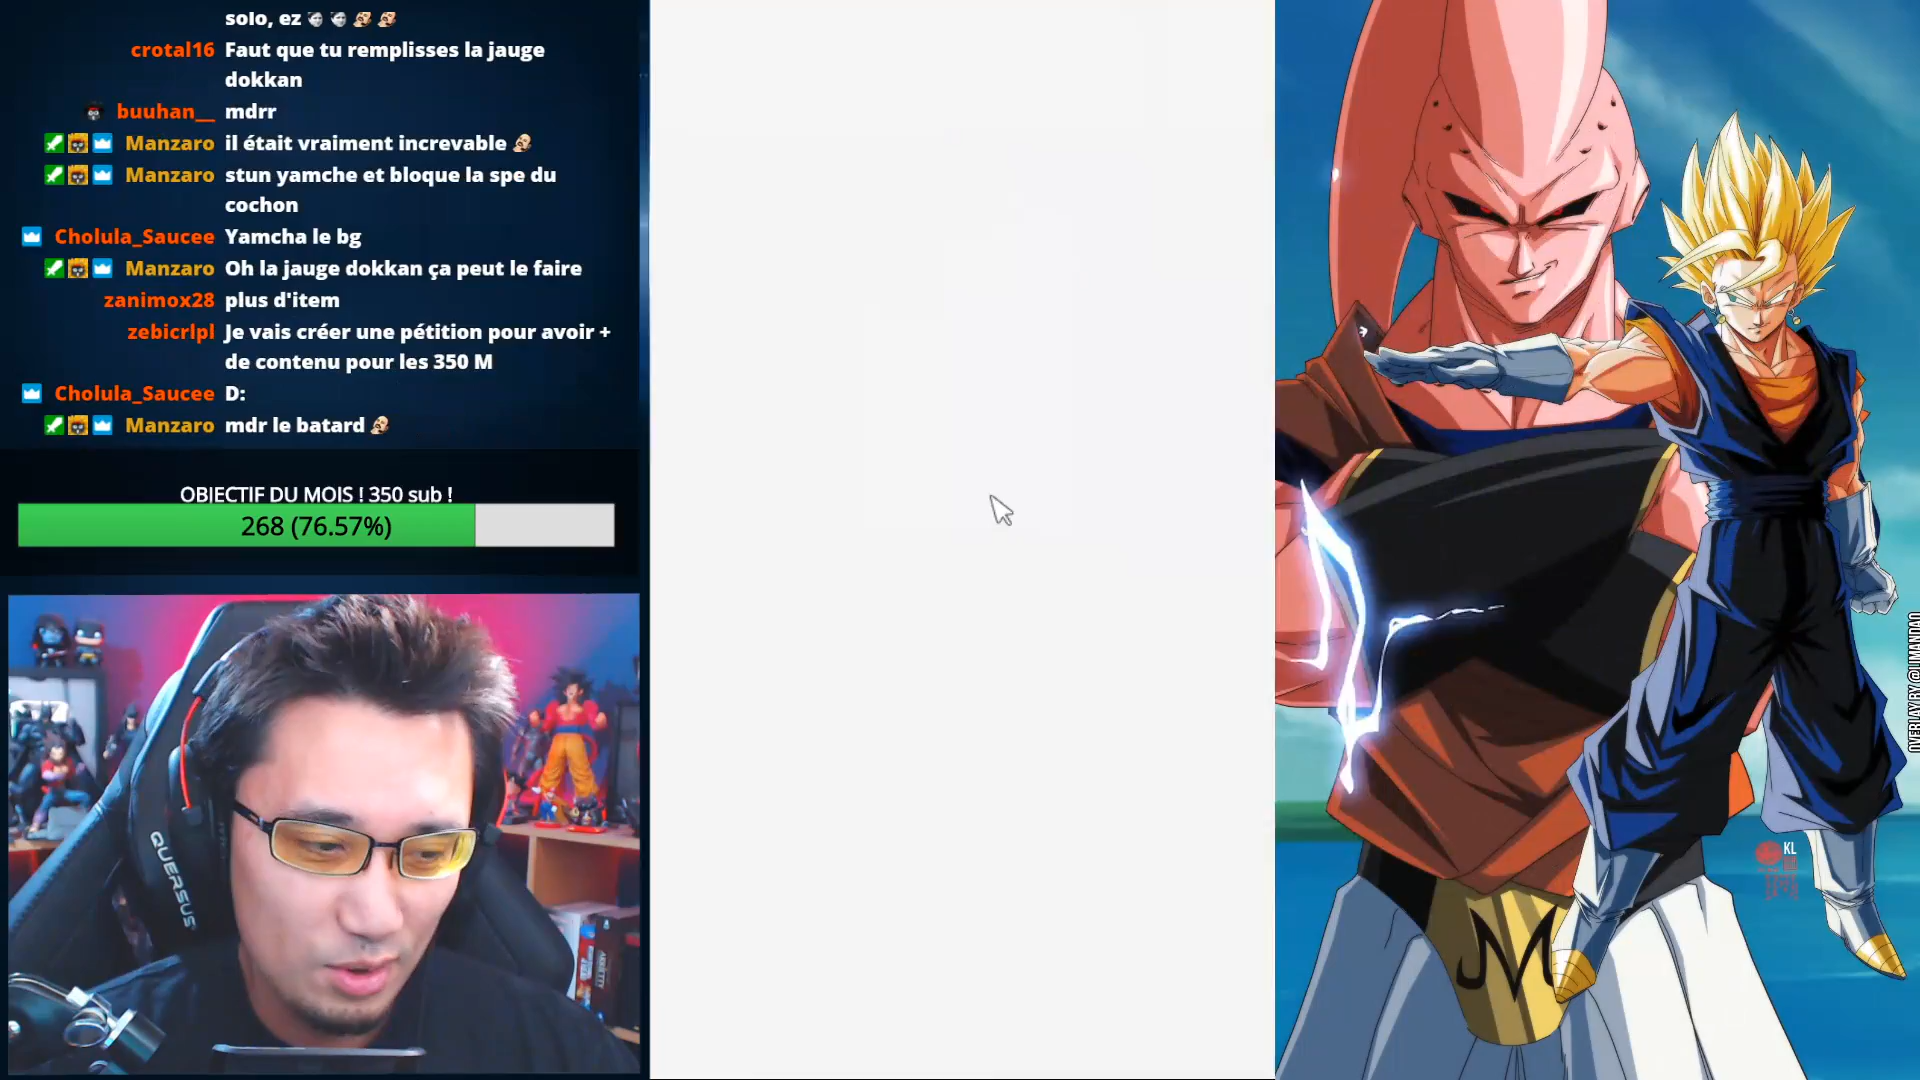 solo, ez
crotal16 Faut que tu remplisses la jauge
dokkan
buuhan__ mdrr
Manzaro il était vraiment increvable
Manzaro stun yamche et bloque la spe du
cochon
Cholula_Saucee Yamcha le bg
Manzaro Oh la jauge dokkan ça peut le faire
zanimox28 plus d'item
zebicrlpl Je vais créer une pétition pour avoir +
de contenu pour les 350 M
Cholula_Saucee D:
Manzaro mdr le batard
OBJECTIF DU MOIS ! 350 sub !
268 (76.57%)
QUERSUS
M
KL
OVERLAY BY @LIMANDAO